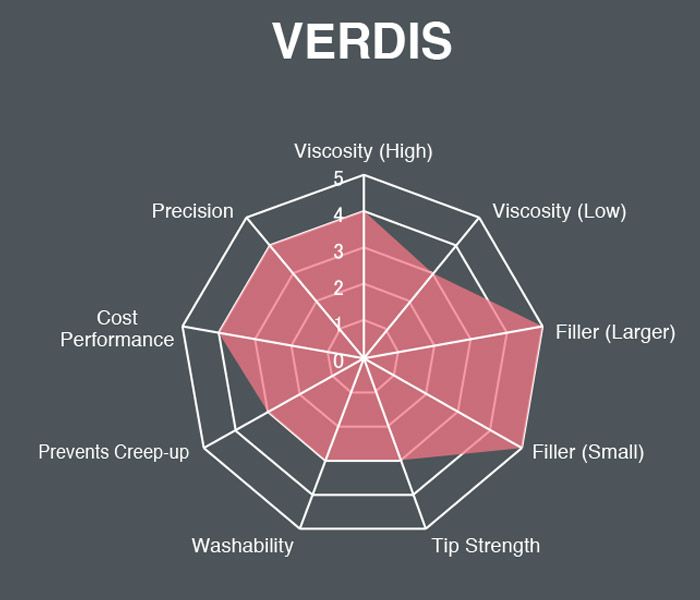 VERDIS
Viscosity (High)
5
Precision
Viscosity (Low)
4
3
2
Cost
Performance
1
Filler (Larger)
0
Prevents Creep-up
Filler (Small)
Washability
Tip Strength